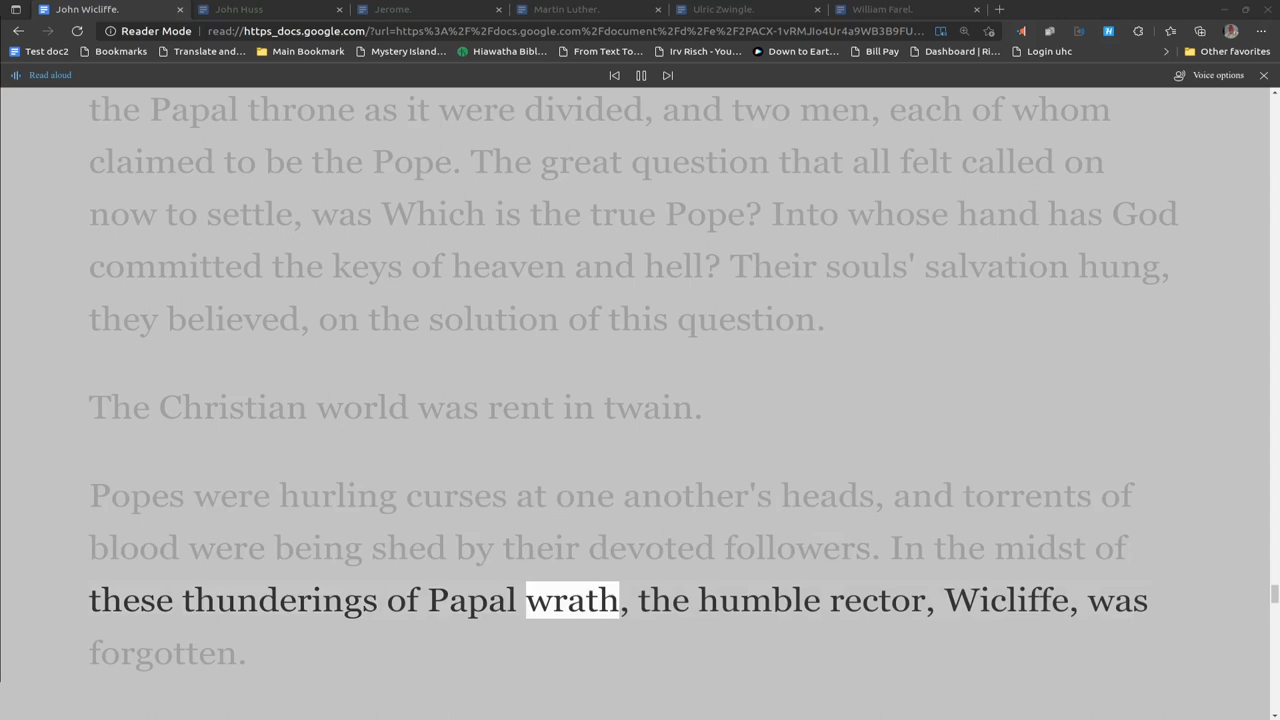 John Wicliffe.
John Huss
Jerome.
Martin Luther.
Ulric Zwingle.
William Farel.
Reader Mode
read://https_docs.google.com/?url=https%3A%2F%2Fdocs.google.com%2Fdocument%2Fd%2Fe%2F2PACX-1vRMJIo4Ur4a9WB3B9FU...
Test doc2
Bookmarks
Translate and...
Main Bookmark
Mystery Island...
Hiawatha Bibl...
From Text To...
Irv Risch - You...
Down to Eart...
Bill Pay
Dashboard | Ri...
Login uhc
Other favorites
Read aloud
Voice options
the Papal throne as it were divided, and two men, each of whom
claimed to be the Pope. The great question that all felt called on
now to settle, was Which is the true Pope? Into whose hand has God
committed the keys of heaven and hell? Their souls' salvation hung,
they believed, on the solution of this question.
The Christian world was rent in twain.
Popes were hurling curses at one another's heads, and torrents of
blood were being shed by their devoted followers. In the midst of
these thunderings of Papal wrath, the humble rector, Wicliffe, was
forgotten.